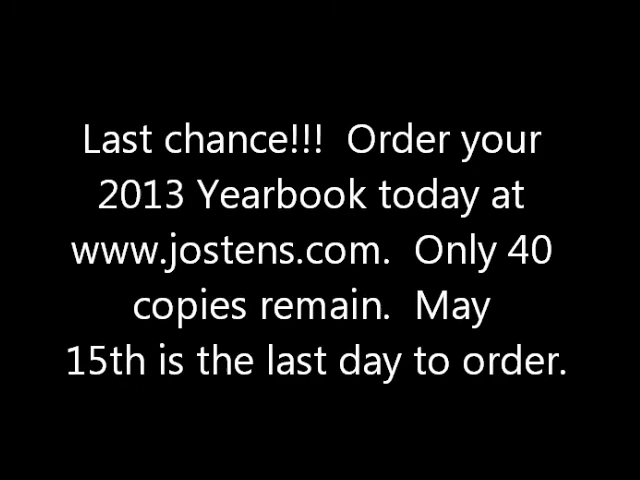 Last chance!!!  Order your
2013 Yearbook today at
www.jostens.com.  Only 40
copies remain.  May
15th is the last day to order.